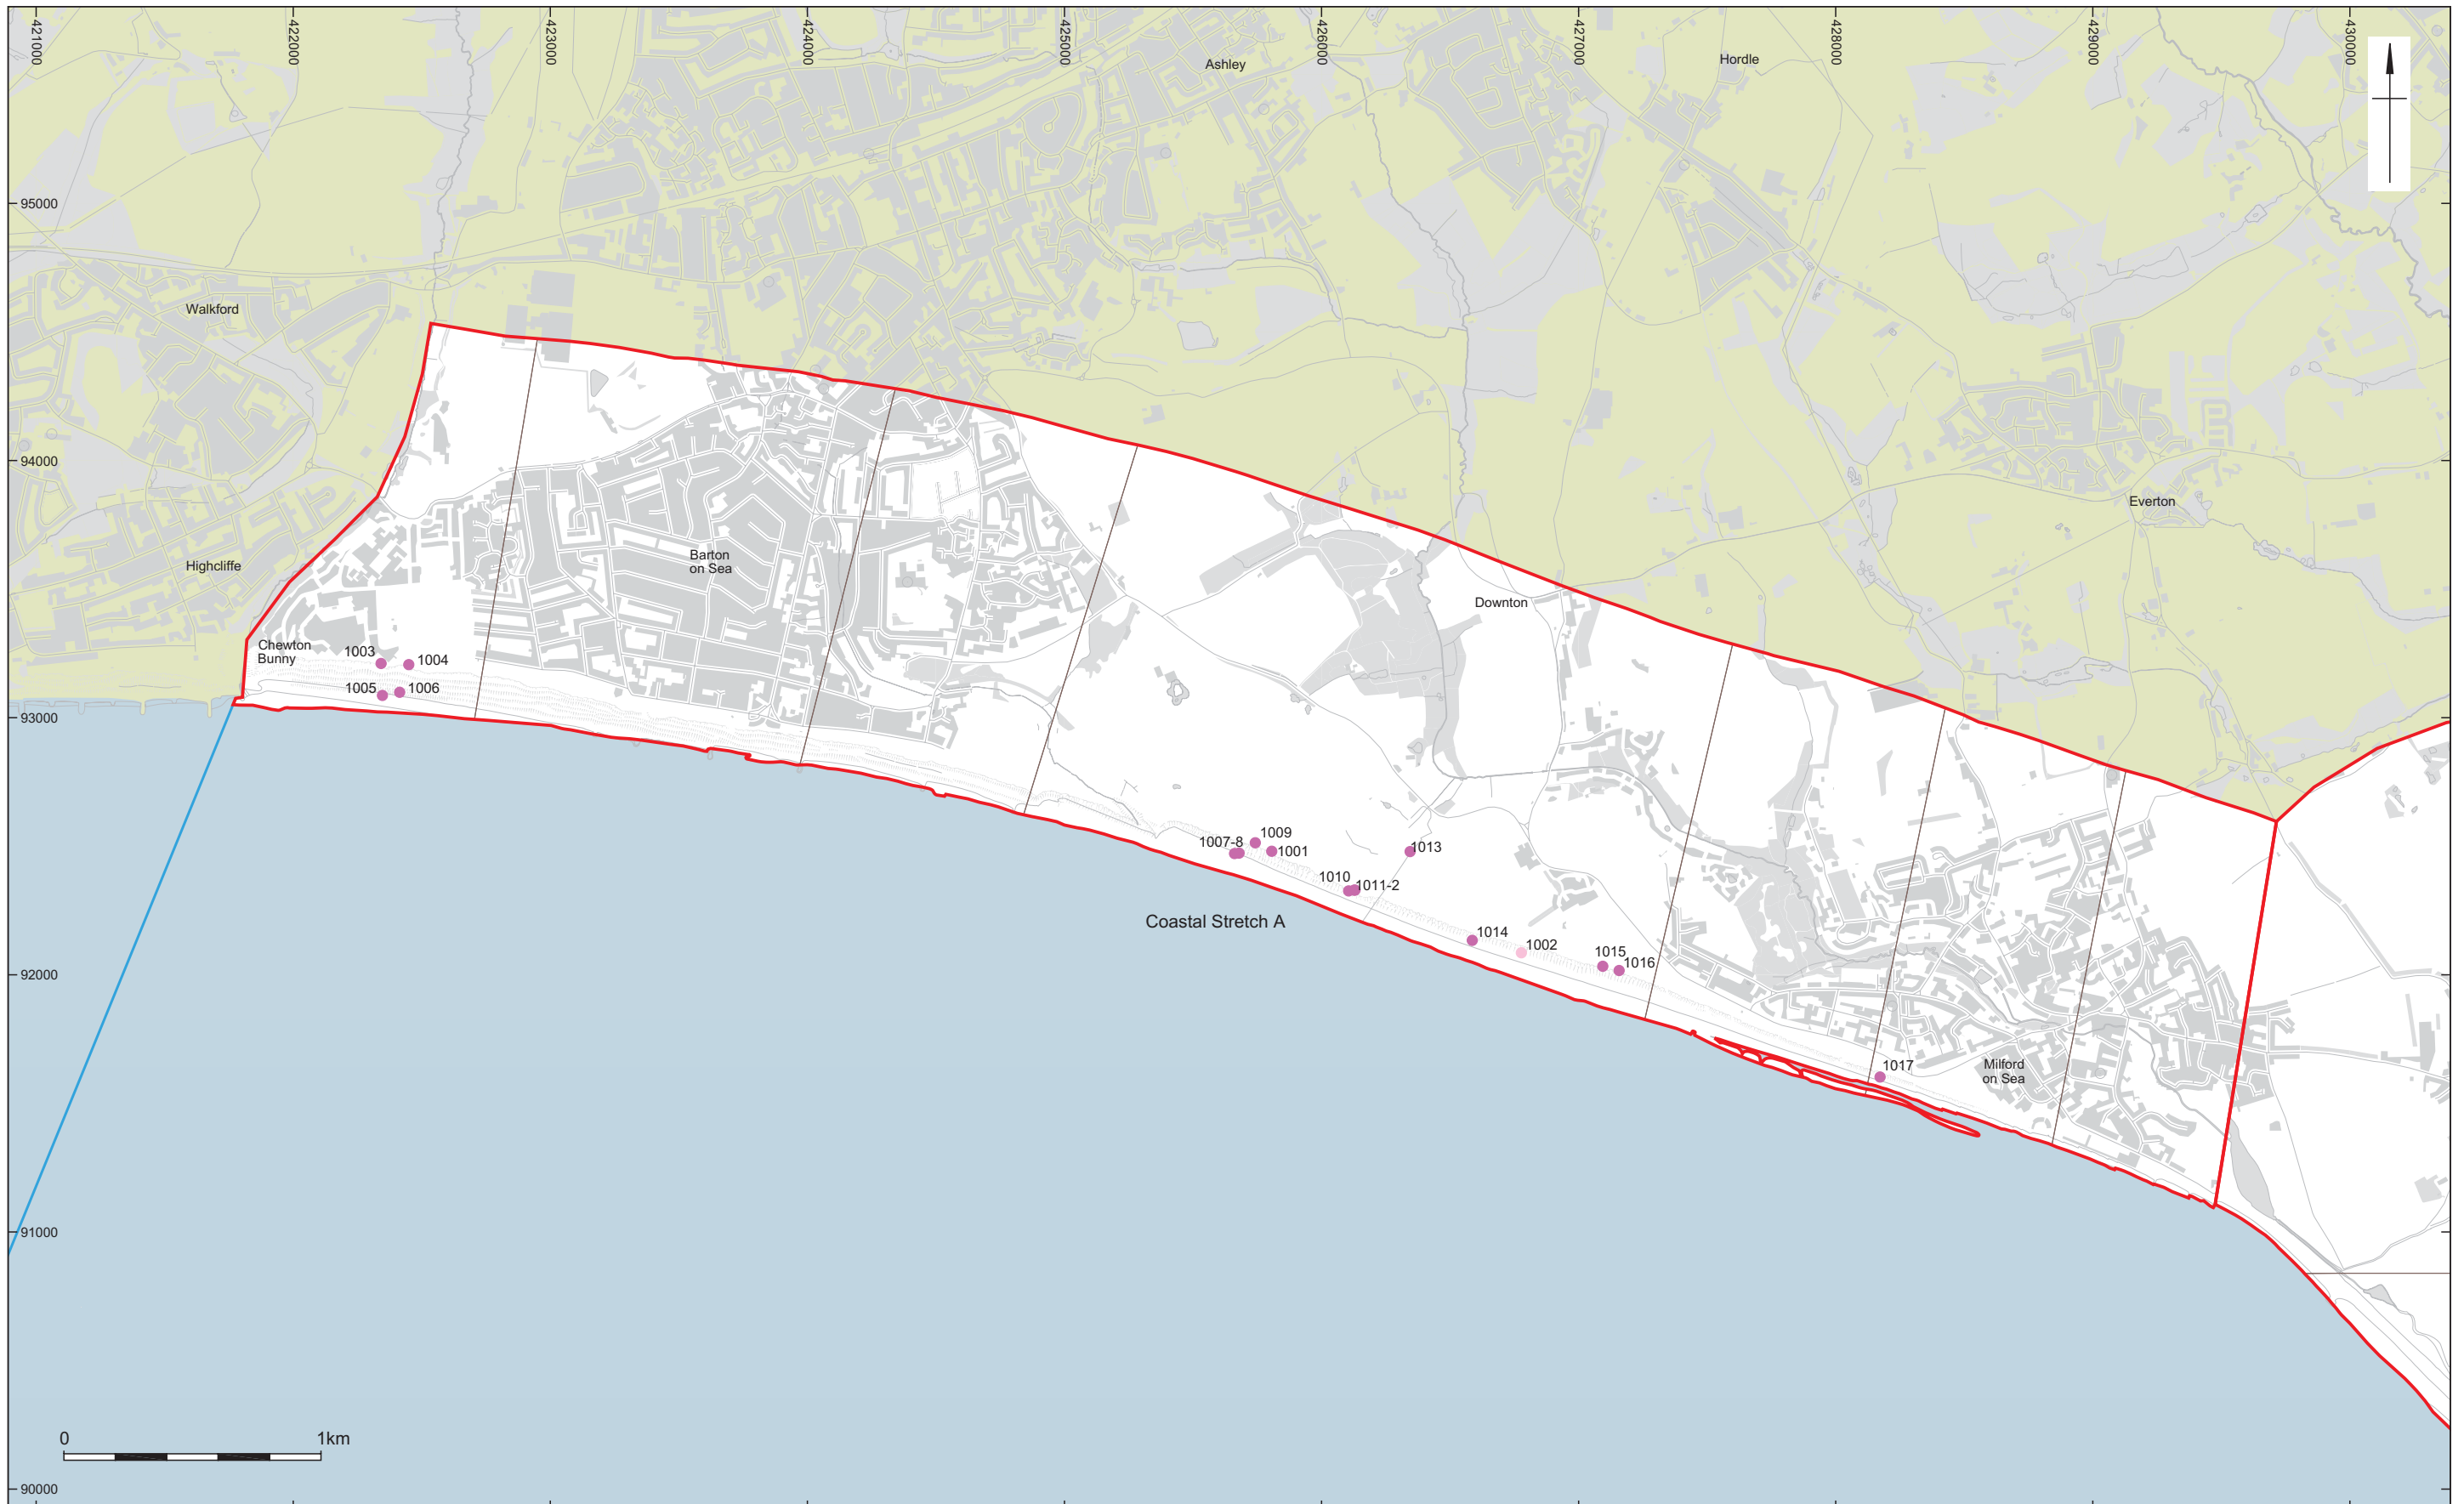 421000
422000
423000
424000
425000
426000
427000
428000
429000
430000
Ashley
Hordle
95000
Walkford
94000
Everton
Barton
on Sea
Highcliffe
Downton
Chewton
Bunny
1003
1004
1005
1006
93000
1009
1007-8
1001
1013
1010
1011-2
Coastal Stretch A
1014
1002
1015
1016
92000
1017
Milford
on Sea
91000
0
1km
90000